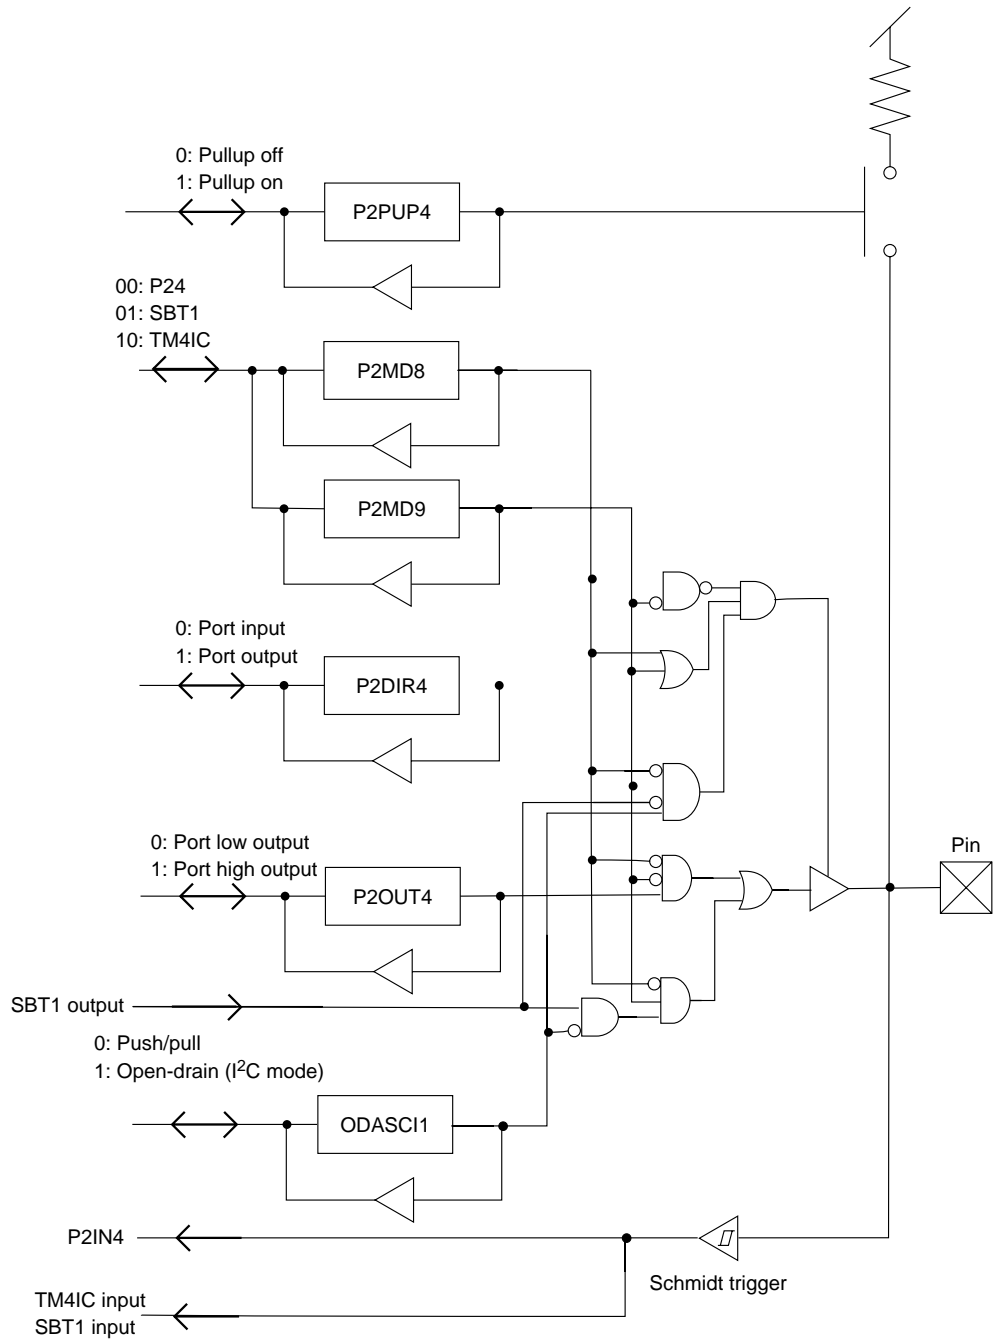 0: Pullup off
1: Pullup on
P2PUP4
00: P24
01: SBT1
10: TM4IC
P2MD8
P2MD9
0: Port input
1: Port output
P2DIR4
0: Port low output
1: Port high output
P2OUT4
Pin
SBT1 output
0: Push/pull
1: Open-drain (I²C mode)
ODASCI1
P2IN4
Schmidt trigger
TM4IC input
SBT1 input